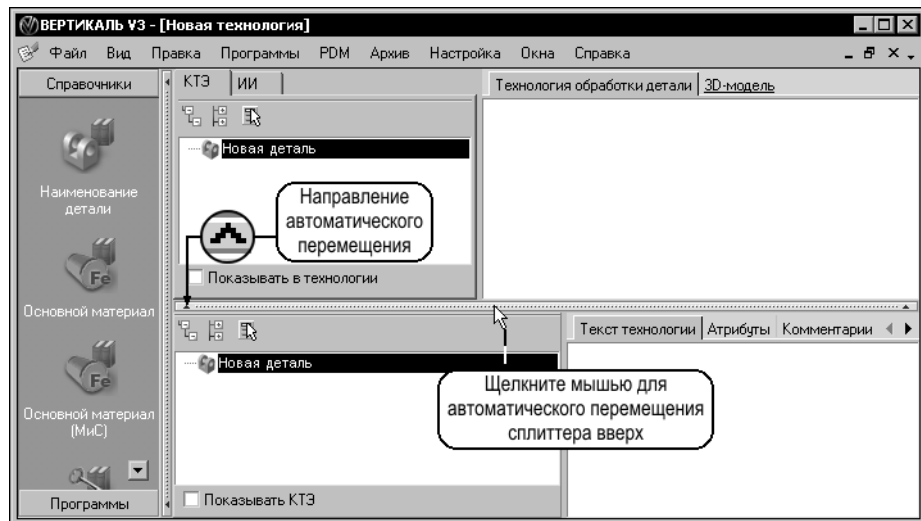 ВЕРТИКАЛЬ V3 - [Новая технология]
Файл Вид Правка Программы PDM Архив Настройка Окна Справка
Справочники
КТЭ ИИ
Технология обработки детали 3D-модель
Новая деталь
Наименование
детали
Направление
автоматического
перемещения
Fe
Показывать в технологии
Основной материал
Текст технологии Атрибуты Комментарии
Новая деталь
Fe
Щелкните мышью для
автоматического перемещения
сплиттера вверх
Основной материал
(МиС)
Программы
Показывать КТЭ